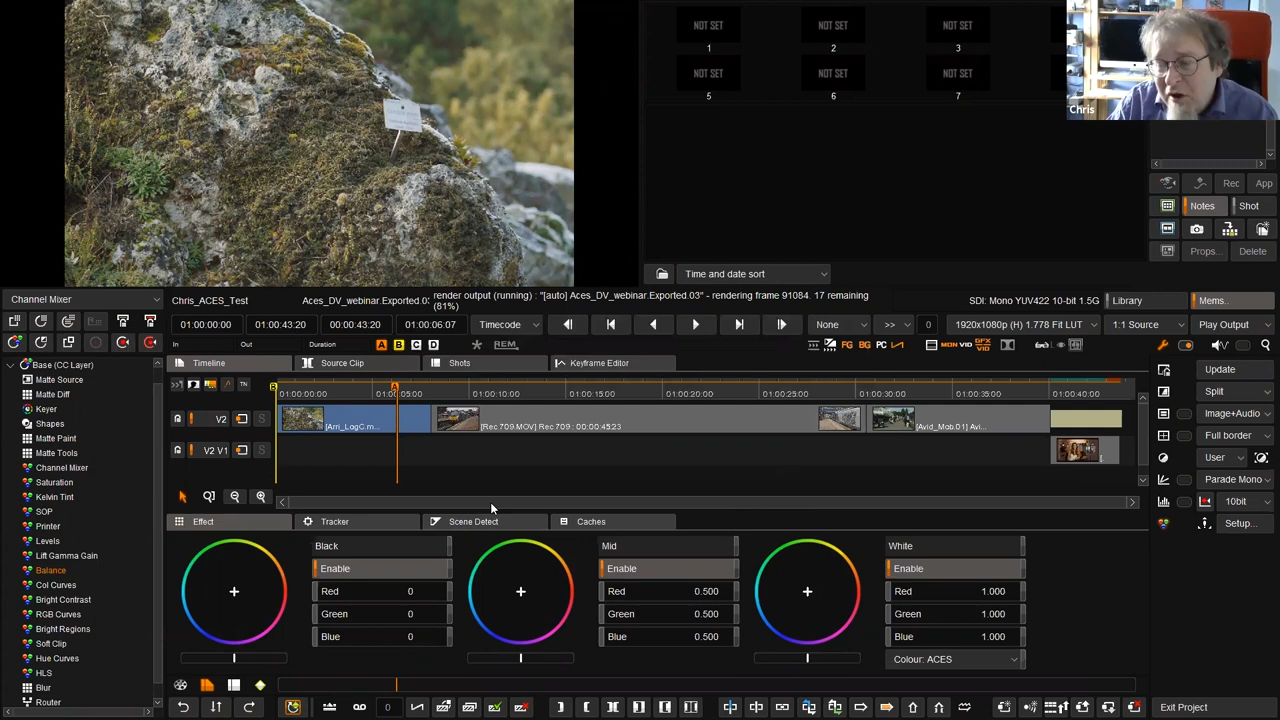 NOT SET
NOT SET
NOT SET
1
2
3
NOT SET
NOT SET
NOT SET
5
6
7
Chris
Rec
App
Notes
Shot
Props...
Delete
Time and date sort
Channel Mixer
Chris_ACES_Test
Aces_DV_webinar.Exported.03
render output (running) : "[auto] Aces_DV_webinar.Exported.03" - rendering frame 91084. 17 remaining
(81%)
SDI: Mono YUV422 10-bit 1.5G
Library
Mems..
01:00:00:00
01:00:43:20
00:00:43:20
01:00:06:07
Timecode
None
>>
0
1920x1080p (H) 1.778 Fit LUT
1:1 Source
Play Output
In
Out
Duration
A
B
C
D
REM
FG
BG
PC
MON
VID
GFX
VID
Base (CC Layer)
Matte Source
Matte Diff
Keyer
Shapes
Matte Paint
Matte Tools
Channel Mixer
Saturation
Kelvin Tint
SOP
Printer
Levels
Lift Gamma Gain
Balance
Col Curves
Bright Contrast
RGB Curves
Bright Regions
Soft Clip
Hue Curves
HLS
Blur
Router
Timeline
Source Clip
Shots
Keyframe Editor
TN
A
01:00:00:00
01:00:05:00
01:00:10:00
01:00:15:00
01:00:20:00
01:00:25:00
01:00:30:00
01:00:35:00
01:00:40:00
V2
S
[Arri_LogC.m...
[Rec 709.MOV] Rec 709 : 00:00:45:23
[Avid_Mob.01] Avi...
V2 V1
S
Update
Split
Image+Audio
Full border
User
Parade Mono
10bit
Setup...
Effect
Tracker
Scene Detect
Caches
Black
Enable
Red 0
Green 0
Blue 0
Mid
Enable
Red 0.500
Green 0.500
Blue 0.500
White
Enable
Red 1.000
Green 1.000
Blue 1.000
Colour: ACES
0
Exit Project